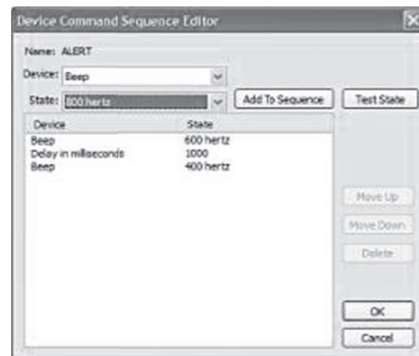 Device Command Sequence Editor
Name: ALERT
Device: Beep
State: 800 hertz Add To Sequence Test State
Device State
Beep 600 hertz
Delay in miliseconds 1000
Beep 400 hertz
Move Up
Move Down
Delete
OK
Cancel